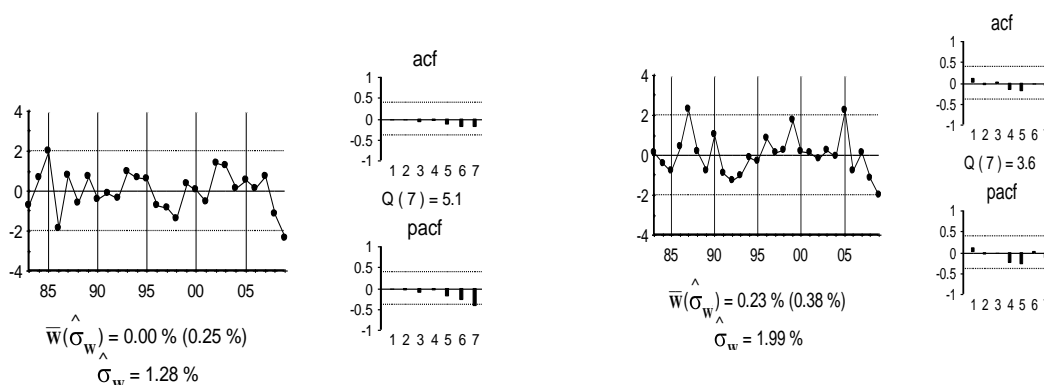 4
2
0
-2
-4
85 90 95 00 05
w̅(σ̂w) = 0.00 % (0.25 %)
σ̂w = 1.28 %
acf
1
0.5
0
-0.5
-1
1 2 3 4 5 6 7
Q ( 7 ) = 5.1
pacf
1
0.5
0
-0.5
-1
1 2 3 4 5 6 7
4
2
0
-2
-4
85 90 95 00 05
w̅(σ̂w) = 0.23 % (0.38 %)
σ̂w = 1.99 %
acf
1
0.5
0
-0.5
-1
1 2 3 4 5 6
Q ( 7 ) = 3.6
pacf
1
0.5
0
-0.5
-1
1 2 3 4 5 6